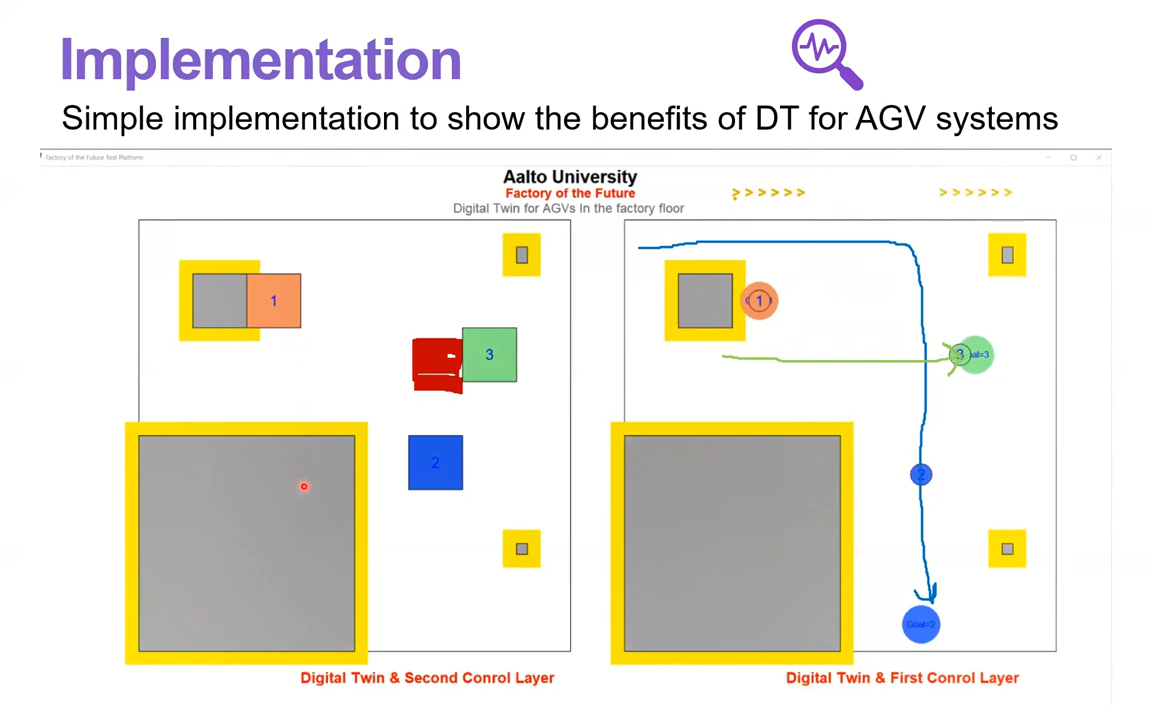 Implementation
Simple implementation to show the benefits of DT for AGV systems
Factory of the Future Test Platform
Aalto University
Factory of the Future
>>>>>> >>>>>>
Digital Twin for AGVs In the factory floor
1
3
2
1
3 al=3
2
Goal=2
Digital Twin & Second Conrol Layer
Digital Twin & First Conrol Layer